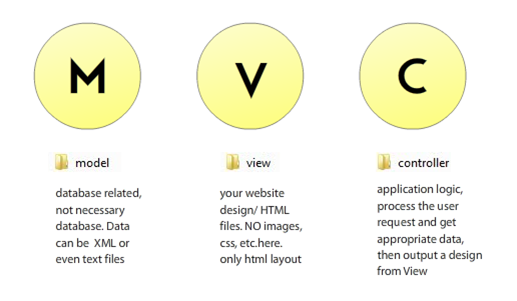 M
V
C
model
view
controller
database related,
not necessary
database. Data
can be XML or
even text files
your website
design/ HTML
files. NO images,
css, etc.here.
only html layout
application logic,
process the user
request and get
appropriate data,
then output a design
from View